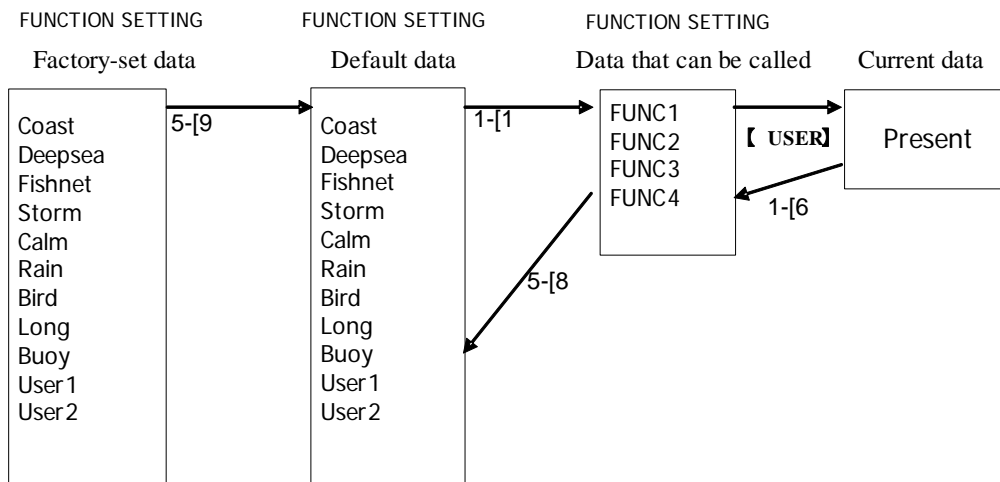 FUNCTION SETTING
Factory-set data
Coast
Deepsea
Fishnet
Storm
Calm
Rain
Bird
Long
Buoy
User1
User2
5-[9
FUNCTION SETTING
Default data
Coast
Deepsea
Fishnet
Storm
Calm
Rain
Bird
Long
Buoy
User1
User2
1-[1
5-[8
FUNCTION SETTING
Data that can be called
FUNC1
FUNC2
FUNC3
FUNC4
【 USER】
1-[6
Current data
Present